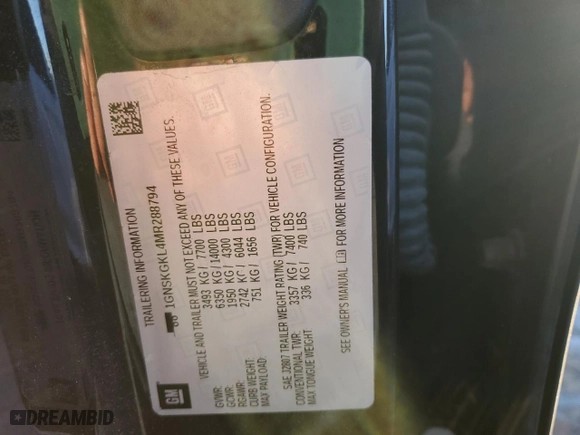 TRAILERING INFORMATION
1GNSKGKL4MR288794
VEHICLE AND TRAILER MUST NOT EXCEED ANY OF THESE VALUES.
GVWR: 3493 KG / 7700 LBS
GCWR: 6350 KG / 14000 LBS
RGAWR: 1950 KG / 4300 LBS
CURB WEIGHT 2742 KG / 6044 LBS
MAX PAYLOAD: 751 KG / 1656 LBS
SAE J2807 TRAILER WEIGHT RATING (TWR) FOR VEHICLE CONFIGURATION.
CONVENTIONAL TWR: 3357 KG / 7400 LBS
MAX TONGUE WEIGHT 336 KG / 740 LBS
SEE OWNER'S MANUAL FOR MORE INFORMATION
GM
DREAMBID